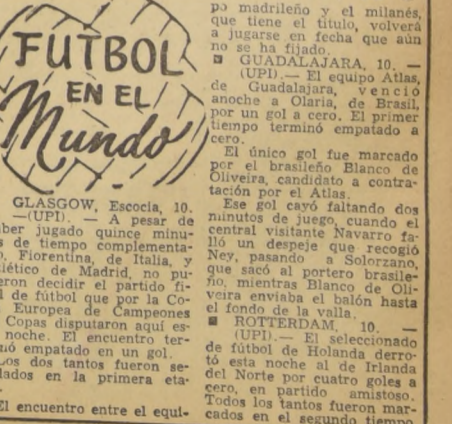 FUTBOL
EN EL
Mundo
GLASGOW, Escocia, 10.
—(UPI). — A pesar de
ber jugado quince minu-
s de tiempo complementa-
o, Fiorentina, de Italia, y
lético de Madrid, no pu-
eron decidir el partido fi-
l de fútbol que por la Co-
Europea de Campeones
Copas disputaron aquí es-
noche. El encuentro ter-
nó empatado en un gol.
Los dos tantos fueron se-
lados en la primera eta-
El encuentro entre el equi-
po madrileño y el milanés,
que tiene el título, volverá
a jugarse en fecha que aún
no se ha fijado.
GUADALAJARA, 10. —
(UPI).— El equipo Atlas,
de Guadalajara, venció
anoche a Olaria, de Brasil,
por un gol a cero. El primer
tiempo terminó empatado a
cero.
El único gol fue marcado
por el brasileño Blanco de
Oliveira, candidato a contra-
tación por el Atlas.
Ese gol cayó faltando dos
minutos de juego, cuando el
central visitante Navarro fa-
lló un despeje que recogió
Ney, pasando a Solorzano,
que sacó al portero brasile-
ño, mientras Blanco de Oli-
veira enviaba el balón hasta
el fondo de la valla.
ROTTERDAM, 10. —
(UPI).— El seleccionado
de fútbol de Holanda derro-
tó esta noche al de Irlanda
del Norte por cuatro goles a
cero, en partido amistoso.
Todos los tantos fueron mar-
cados en el segundo tiempo